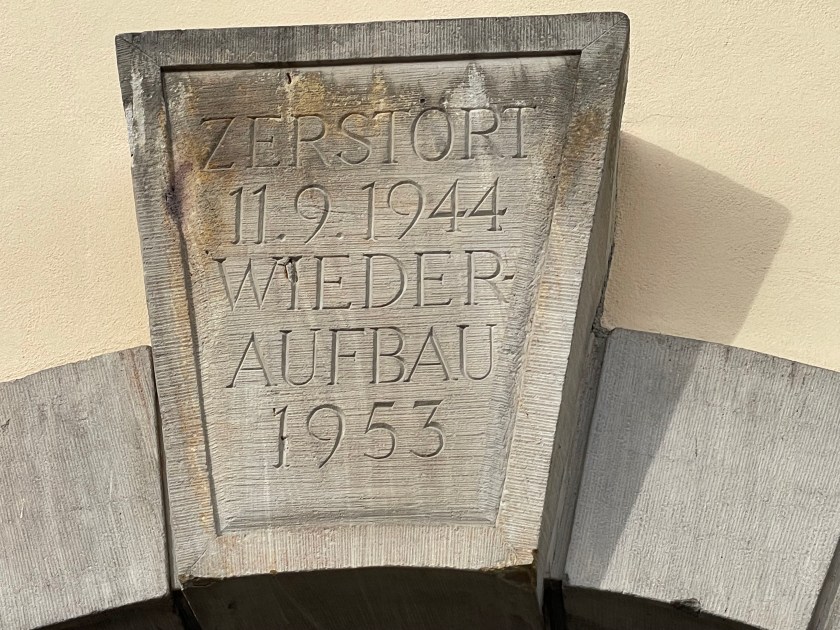 ZERSTÖRT
11.9.1944
WIEDER-
AUFBAU
1953